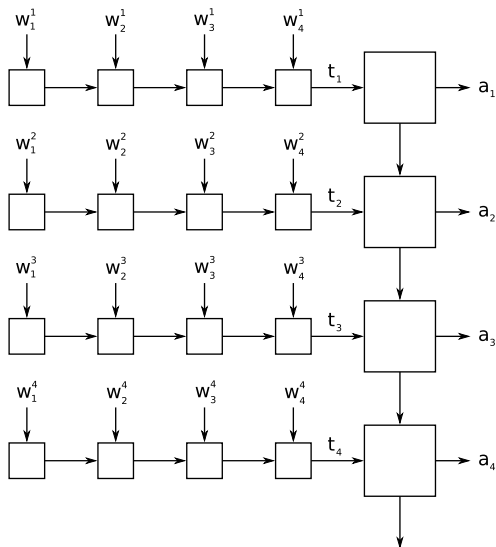 w₁¹ w₂¹ w₃¹ w₄¹
t₁ a₁
w₁² w₂² w₃² w₄²
t₂ a₂
w₁³ w₂³ w₃³ w₄³
t₃ a₃
w₁⁴ w₂⁴ w₃⁴ w₄⁴
t₄ a₄